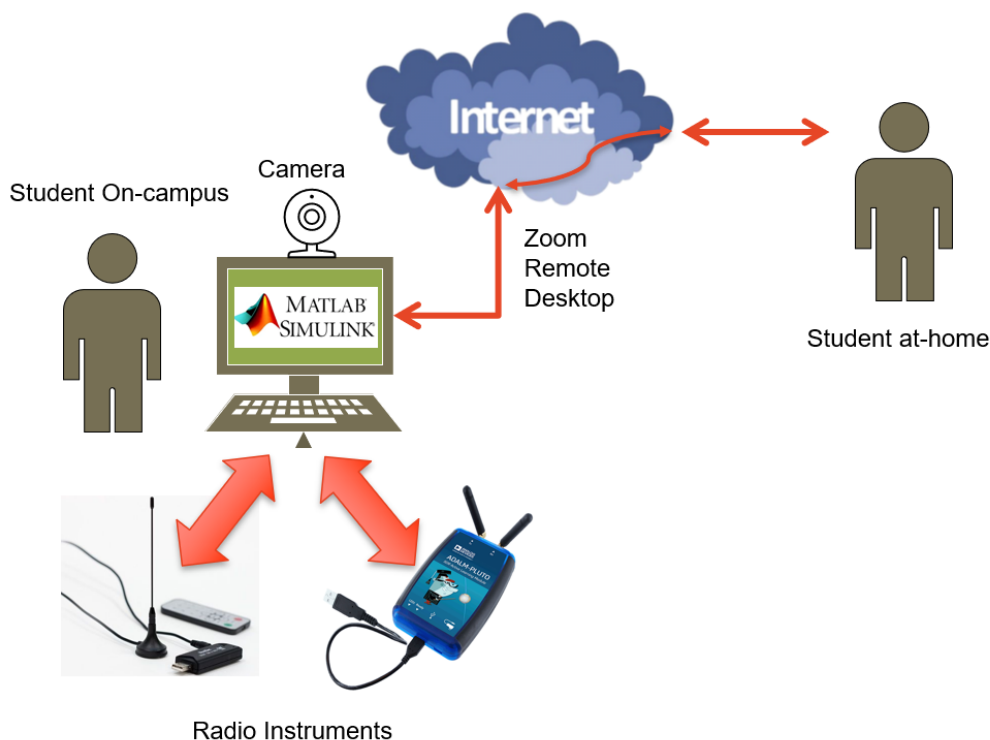 Internet
Camera
Student On-campus
Zoom
Remote
Desktop
MATLAB
SIMULINK
Student at-home
ADALM-PLUTO
Radio Instruments